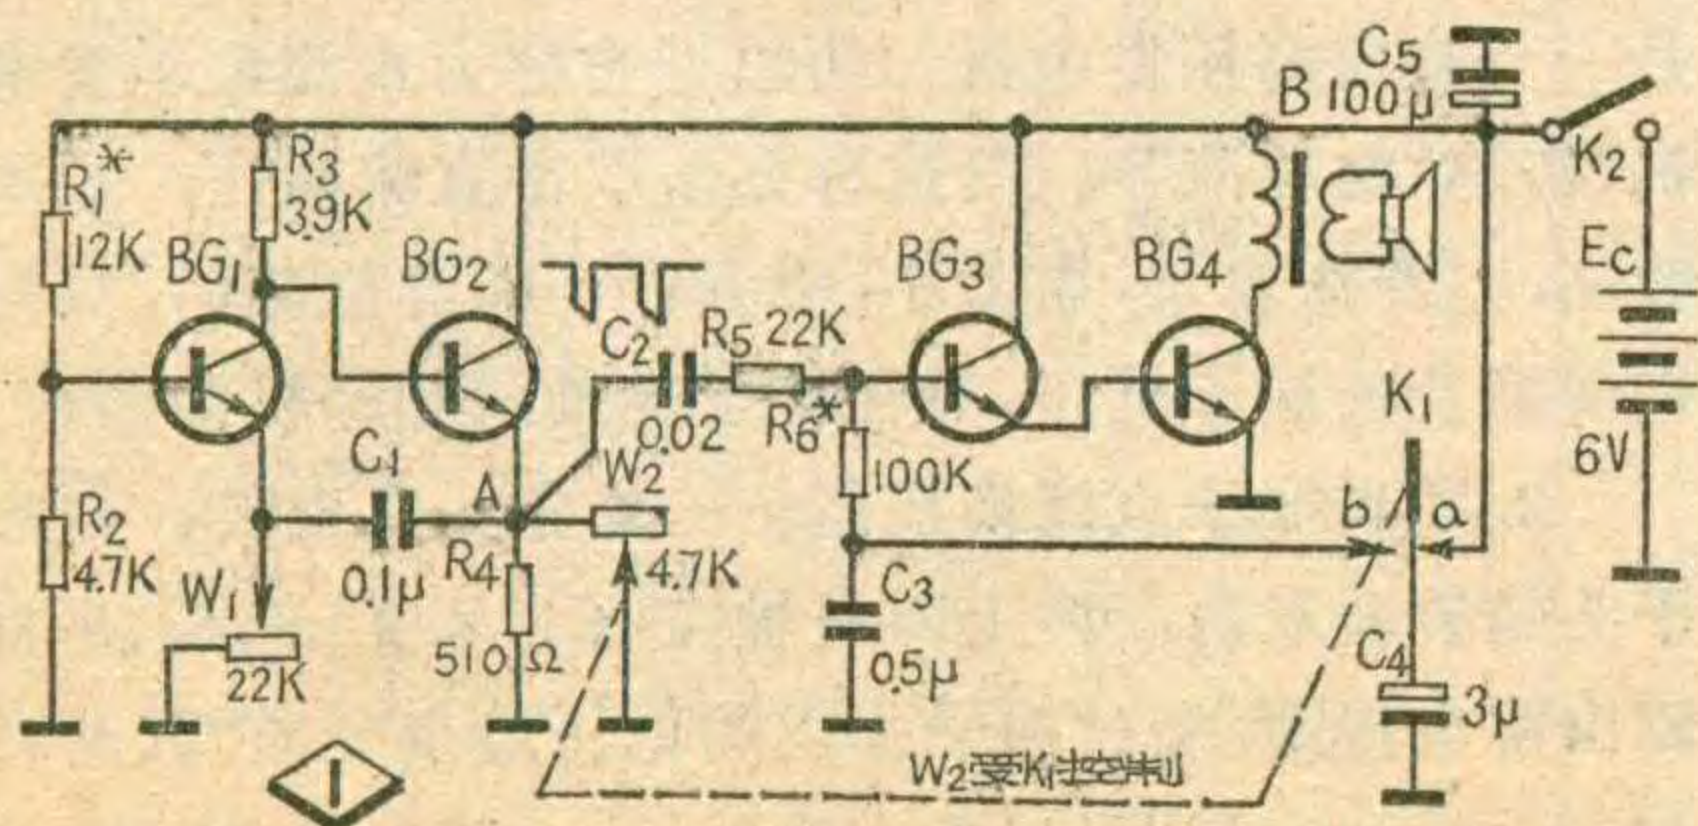 C5
B 100μ
K2
R1*
12K
R3
3.9K
BG1
BG2
C2
0.02
R5 22K
R6*
100K
BG3
BG4
Ec
6V
K1
b
a
R2
4.7K
W1
22K
C1
0.1μ
A
R4
510Ω
W2
4.7K
C3
0.5μ
C4
3μ
W2受K1控制
1